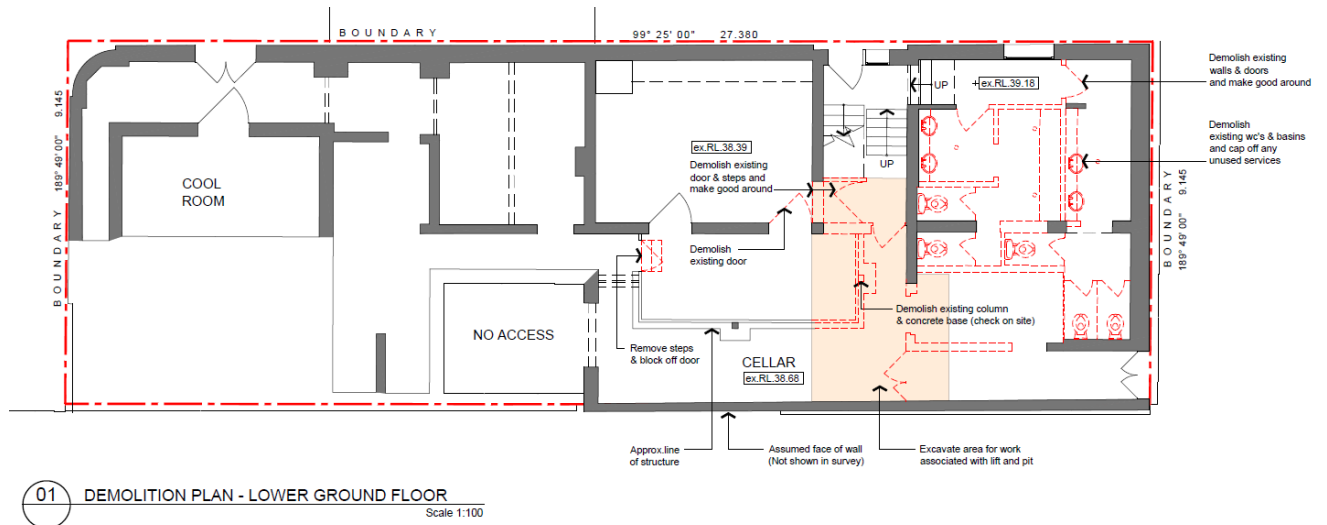 BOUNDARY
99° 25' 00" 27.380
9.145
189° 49' 00"
BOUNDARY
COOL
ROOM
ex.RL.38.39
Demolish existing
door & steps and
make good around
Demolish
existing door
UP
UP
ex.RL.39.18
Demolish existing
walls & doors
and make good around
Demolish
existing wc's & basins
and cap off any
unused services
BOUNDARY
189° 49' 00" 9.145
NO ACCESS
Remove steps
& block off door
CELLAR
ex.RL.38.68
Demolish existing column
& concrete base (check on site)
Approx.line
of structure
Assumed face of wall
(Not shown in survey)
Excavate area for work
associated with lift and pit
01 DEMOLITION PLAN - LOWER GROUND FLOOR
Scale 1:100